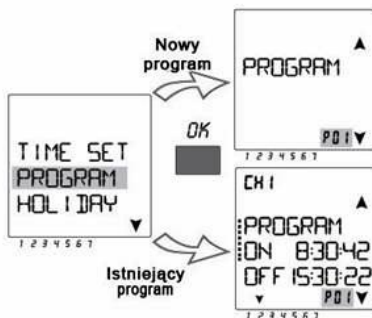 Nowy
program
PROGRAM
P01
1 2 3 4 5 6 7
OK
TIME SET
PROGRAM
HOLIDAY
1 2 3 4 5 6 7
Istniejący
program
CH1
PROGRAM
ON 8:30:42
OFF 15:30:22
P01
1 2 3 4 5 6 7